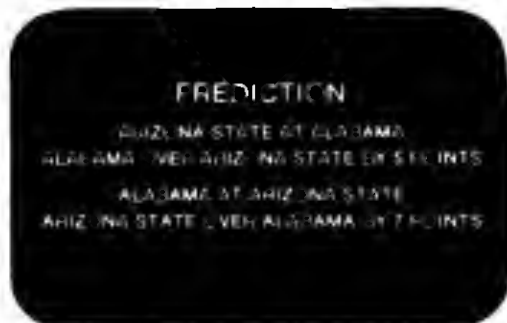 PREDICTION
ARIZONA STATE AT ALABAMA
ALABAMA OVER ARIZONA STATE BY POINTS
ALABAMA AT ARIZONA STATE
ARIZONA STATE OVER ALABAMA BY 7 POINTS